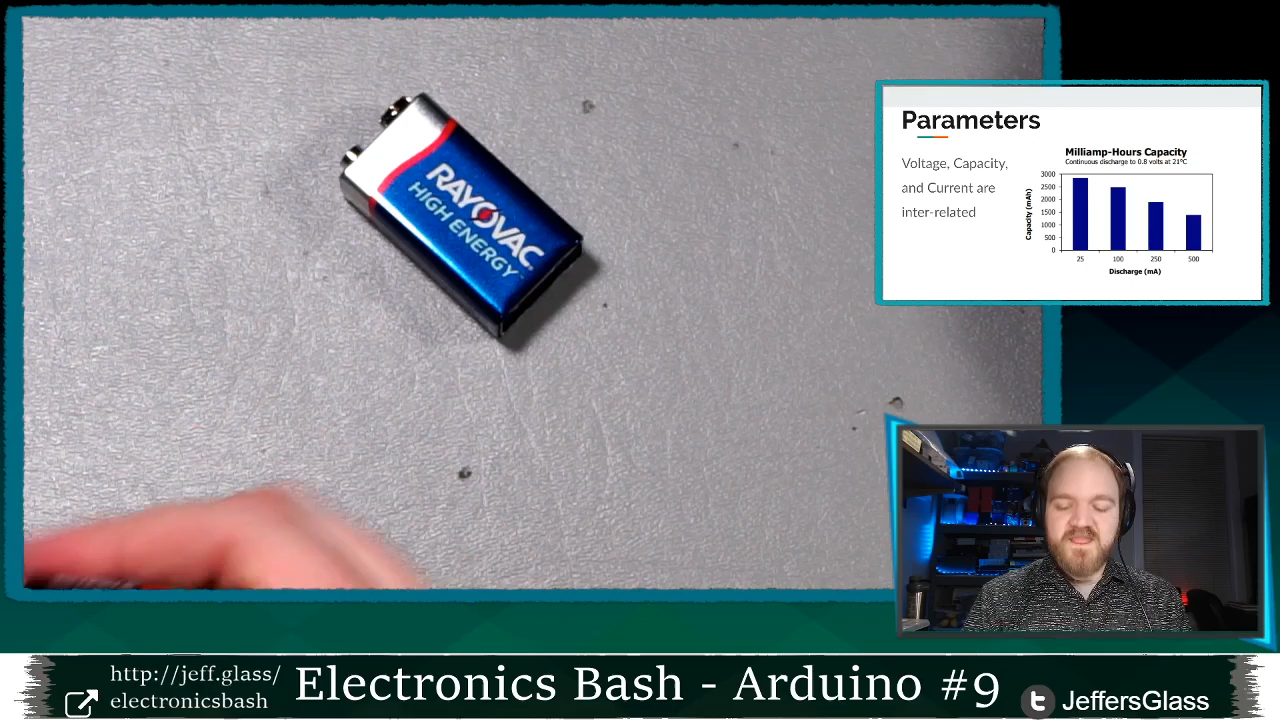 RAYOVAC
HIGH ENERGY™
Parameters
Voltage, Capacity,
and Current are
inter-related
Milliamp-Hours Capacity
Continuous discharge to 0.8 volts at 21°C
Capacity (mAh)
3000
2500
2000
1500
1000
500
0
25 100 250 500
Discharge (mA)
http://jeff.glass/
electronicsbash
Electronics Bash - Arduino #9
JeffersGlass